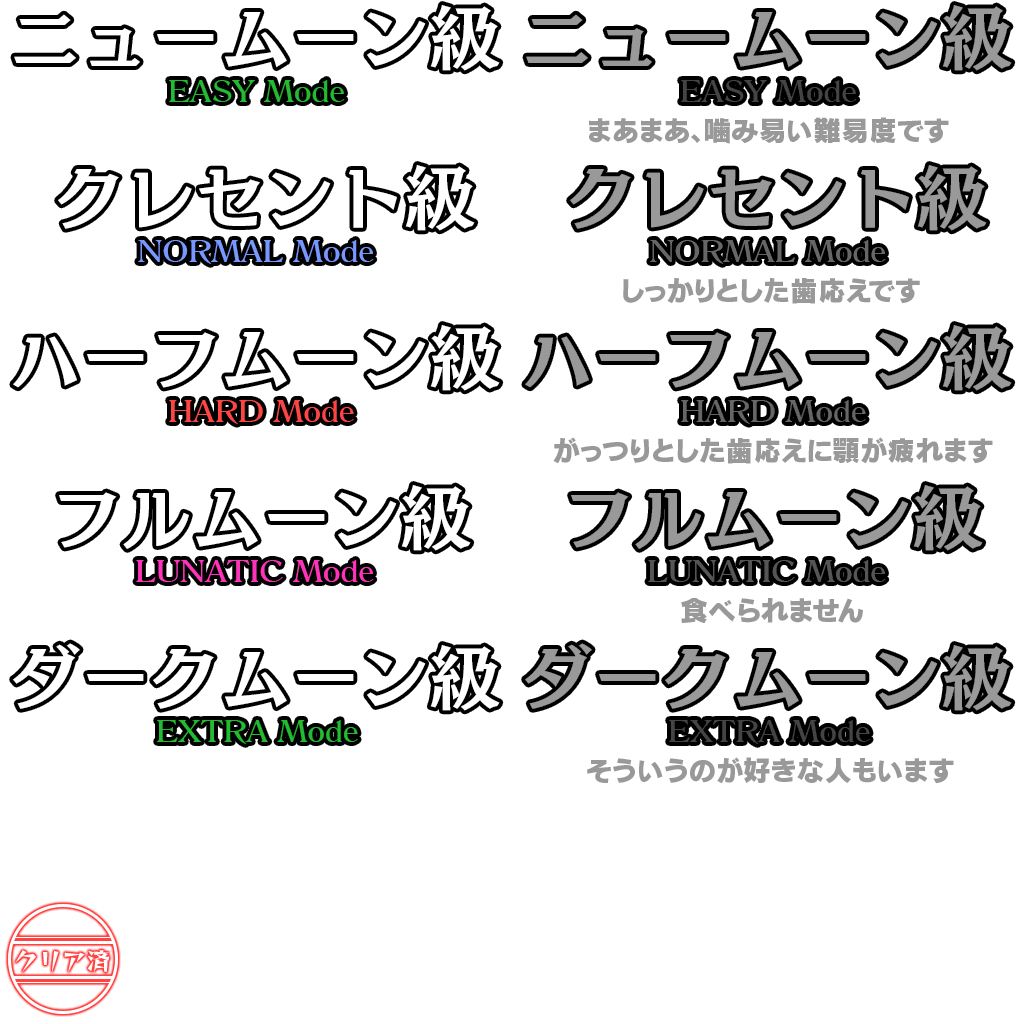 ニュームーン級 ニュームーン級
EASY Mode EASY Mode
まあまあ、噛み易い難易度です
クレセント級 クレセント級
NORMAL Mode NORMAL Mode
しっかりとした歯応えです
ハーフムーン級 ハーフムーン級
HARD Mode HARD Mode
がっつりとした歯応えに顎が疲れます
フルムーン級 フルムーン級
LUNATIC Mode LUNATIC Mode
食べられません
ダークムーン級 ダークムーン級
EXTRA Mode EXTRA Mode
そういうのが好きな人もいます
クリア済